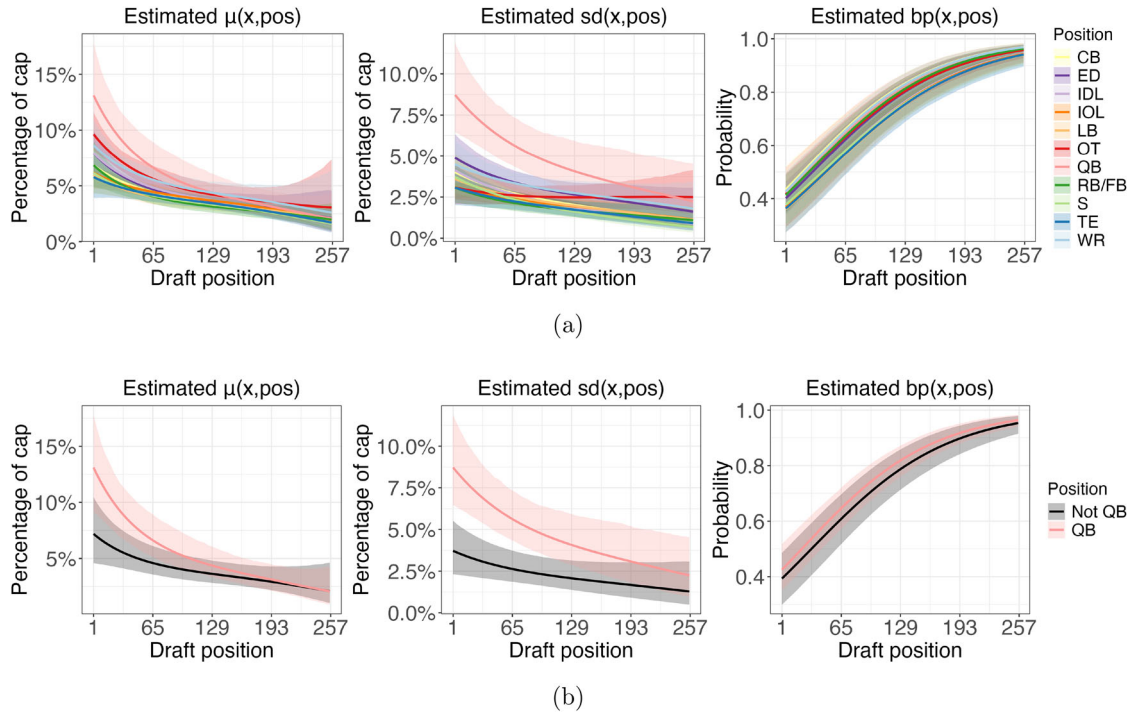 Estimated μ(x,pos)
Estimated sd(x,pos)
Estimated bp(x,pos)
Percentage of cap
15%
10%
5%
0%
1 65 129 193 257
Draft position
Percentage of cap
10.0%
7.5%
5.0%
2.5%
0.0%
1 65 129 193 257
Draft position
Probability
1.0
0.8
0.6
0.4
1 65 129 193 257
Draft position
Position
CB
ED
IDL
IOL
LB
OT
QB
RB/FB
S
TE
WR
(a)
Estimated μ(x,pos)
Estimated sd(x,pos)
Estimated bp(x,pos)
Percentage of cap
15%
10%
5%
1 65 129 193 257
Draft position
Percentage of cap
10.0%
7.5%
5.0%
2.5%
0.0%
1 65 129 193 257
Draft position
Probability
1.0
0.8
0.6
0.4
1 65 129 193 257
Draft position
Position
Not QB
QB
(b)